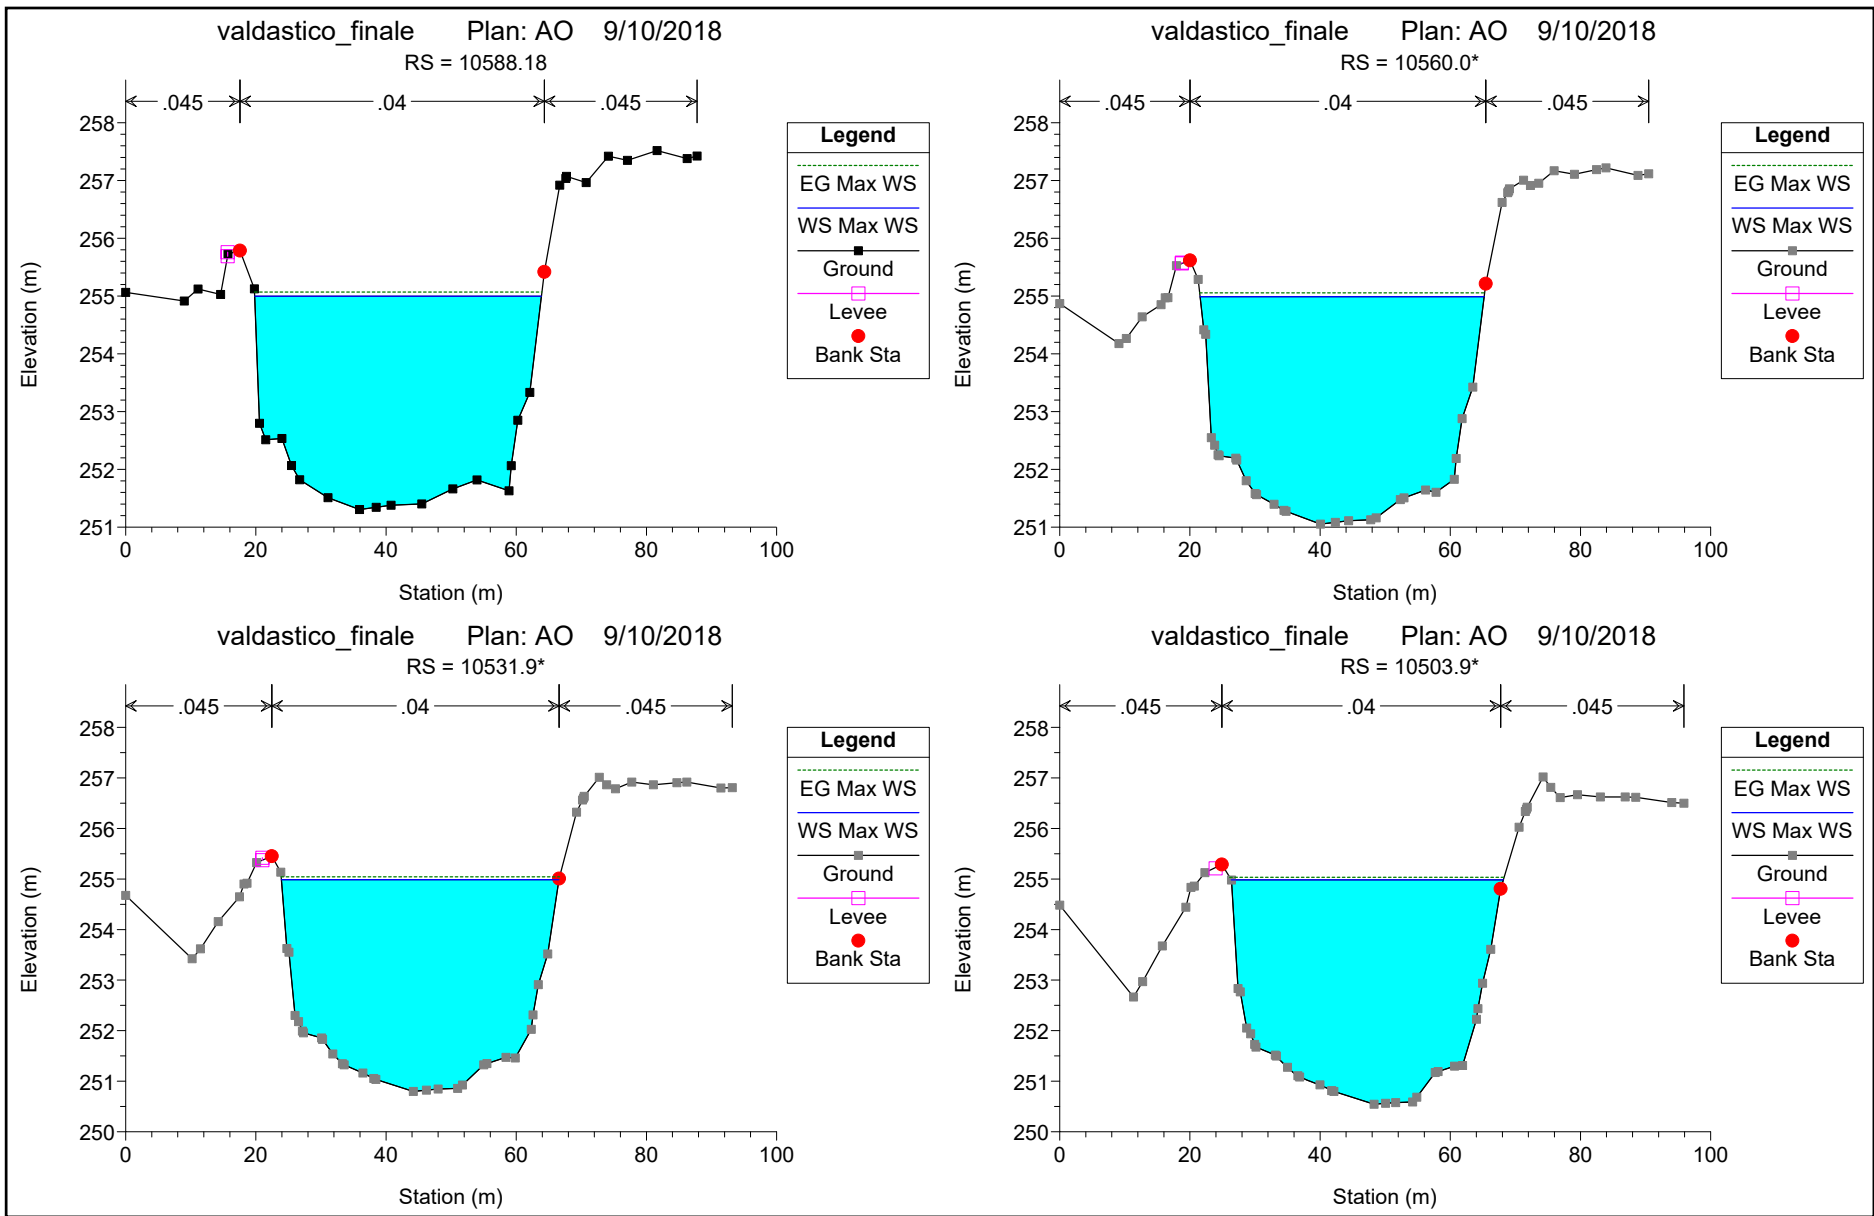 valdastico_finale Plan: AO 9/10/2018
RS = 10588.18
.045 .04 .045
258
257
256
255
254
253
252
251
Elevation (m)
0 20 40 60 80 100
Station (m)
Legend
EG Max WS
WS Max WS
Ground
Levee
Bank Sta
valdastico_finale Plan: AO 9/10/2018
RS = 10560.0*
.045 .04 .045
258
257
256
255
254
253
252
251
Elevation (m)
0 20 40 60 80 100
Station (m)
Legend
EG Max WS
WS Max WS
Ground
Levee
Bank Sta
valdastico_finale Plan: AO 9/10/2018
RS = 10531.9*
.045 .04 .045
258
257
256
255
254
253
252
251
250
Elevation (m)
0 20 40 60 80 100
Station (m)
Legend
EG Max WS
WS Max WS
Ground
Levee
Bank Sta
valdastico_finale Plan: AO 9/10/2018
RS = 10503.9*
.045 .04 .045
258
257
256
255
254
253
252
251
250
Elevation (m)
0 20 40 60 80 100
Station (m)
Legend
EG Max WS
WS Max WS
Ground
Levee
Bank Sta